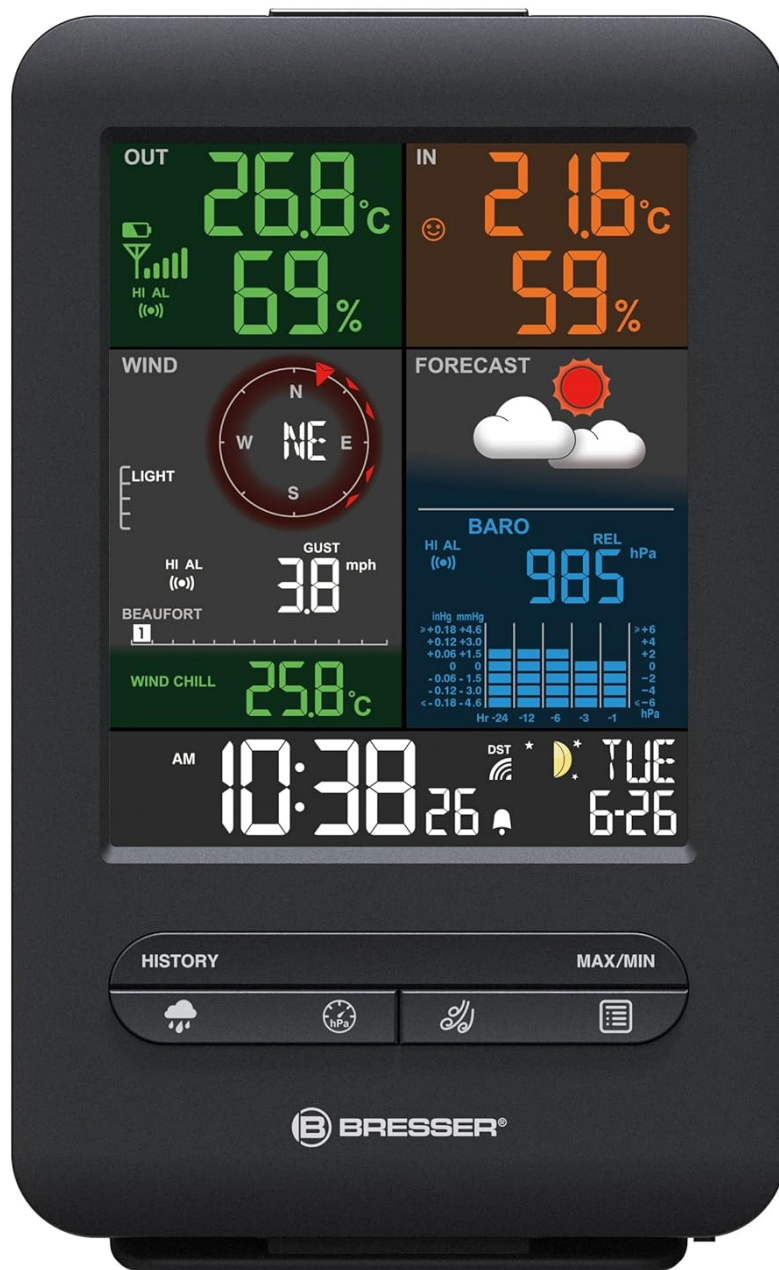 OUT
26.8°C
HI AL
69%
IN
21.6°C
59%
WIND
N
W NE E
S
LIGHT
HI AL
GUST
3.8 mph
BEAUFORT
1
WIND CHILL 25.8°C
FORECAST
BARO
HI AL
REL
985 hPa
inHg mmHg
≥+0.18 +4.6 ≥+6
+0.12 +3.0 +4
+0.06 +1.5 +2
0 0 0
-0.06 -1.5 -2
-0.12 -3.0 -4
≤-0.18 -4.6 ≤-6
Hr -24 -12 -6 -3 -1 hPa
AM 10:38 26
DST
TUE
6-26
HISTORY MAX/MIN
hPa
B BRESSER®